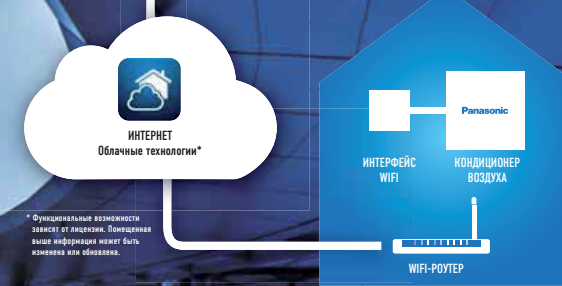 ИНТЕРНЕТ
Облачные технологии*
* Функциональные возможности
зависят от лицензии. Помещенная
выше информация может быть
изменена или обновлена.
Panasonic
ИНТЕРФЕЙС
WIFI
КОНДИЦИОНЕР
ВОЗДУХА
WIFI-РОУТЕР